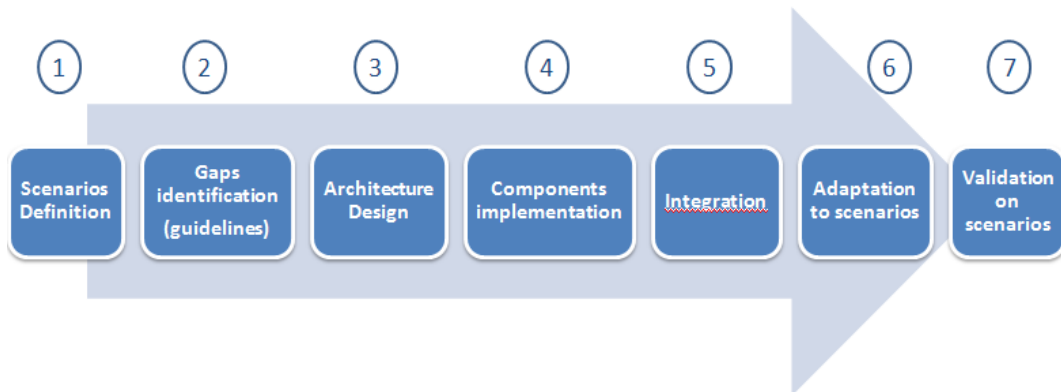 1
2
3
4
5
6
7
Scenarios
Definition
Gaps
identification
(guidelines)
Architecture
Design
Components
implementation
Integration
Adaptation
to scenarios
Validation
on
scenarios